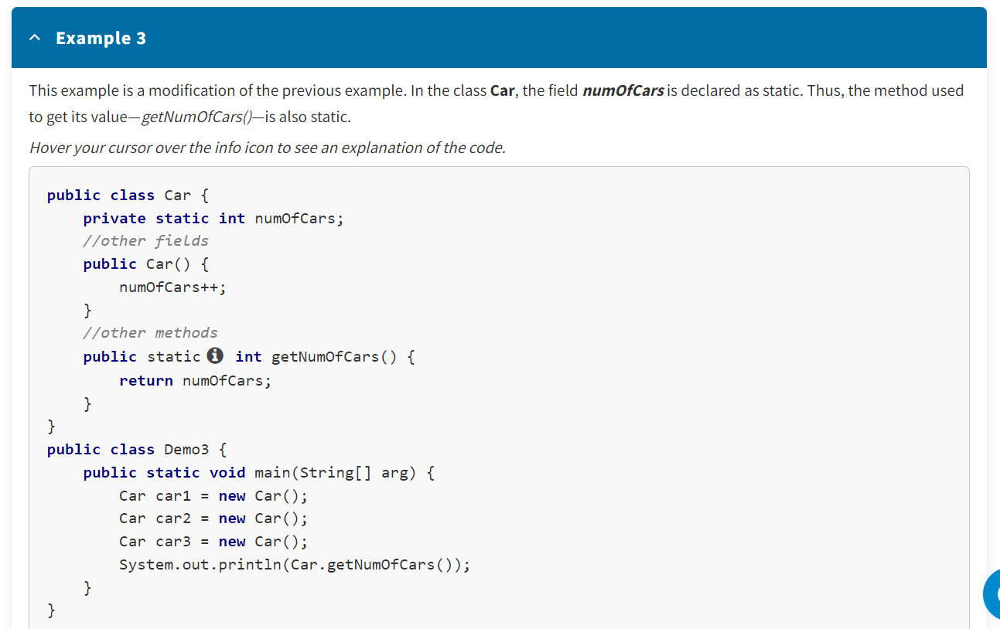 Example 3
This example is a modification of the previous example. In the class Car, the field numOfCars is declared as static. Thus, the method used
to get its value—getNumOfCars()—is also static.
Hover your cursor over the info icon to see an explanation of the code.
public class Car {
    private static int numOfCars;
    //other fields
    public Car() {
        numOfCars++;
    }
    //other methods
    public static int getNumOfCars() {
        return numOfCars;
    }
}
public class Demo3 {
    public static void main(String[] arg) {
        Car car1 = new Car();
        Car car2 = new Car();
        Car car3 = new Car();
        System.out.println(Car.getNumOfCars());
    }
}